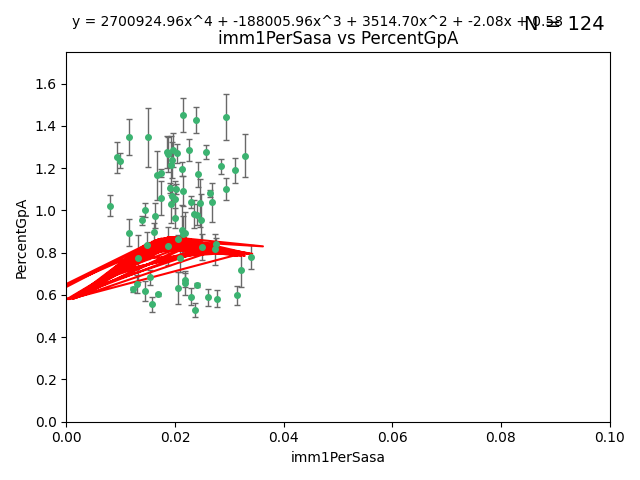 y = 2700924.96x^4 + -188005.96x^3 + 3514.70x^2 + -2.08x + 0.58
N = 124
imm1PerSasa vs PercentGpA
PercentGpA
1.6
1.4
1.2
1.0
0.8
0.6
0.4
0.2
0.0
0.00 0.02 0.04 0.06 0.08 0.10
imm1PerSasa